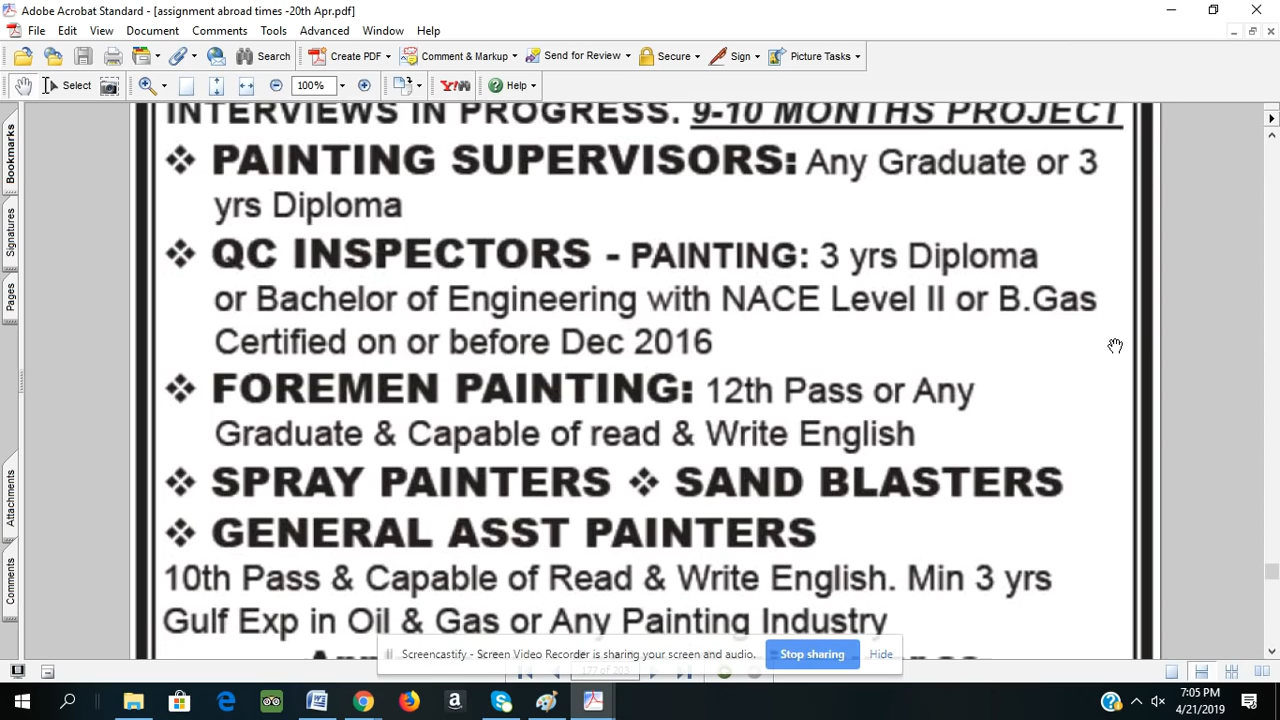 Adobe Acrobat Standard - [assignment abroad times -20th Apr.pdf]
File Edit View Document Comments Tools Advanced Window Help
Search Create PDF Comment & Markup Send for Review Secure Sign Picture Tasks
Select 100% Y! Help
INTERVIEWS IN PROGRESS. 9-10 MONTHS PROJECT
❖ PAINTING SUPERVISORS: Any Graduate or 3
yrs Diploma
❖ QC INSPECTORS - PAINTING: 3 yrs Diploma
or Bachelor of Engineering with NACE Level II or B.Gas
Certified on or before Dec 2016
❖ FOREMEN PAINTING: 12th Pass or Any
Graduate & Capable of read & Write English
❖ SPRAY PAINTERS ❖ SAND BLASTERS
❖ GENERAL ASST PAINTERS
10th Pass & Capable of Read & Write English. Min 3 yrs
Gulf Exp in Oil & Gas or Any Painting Industry
Bookmarks
Signatures
Pages
Attachments
Comments
Screencastify - Screen Video Recorder is sharing your screen and audio. Stop sharing Hide
177 of 203
7:05 PM
4/21/2019